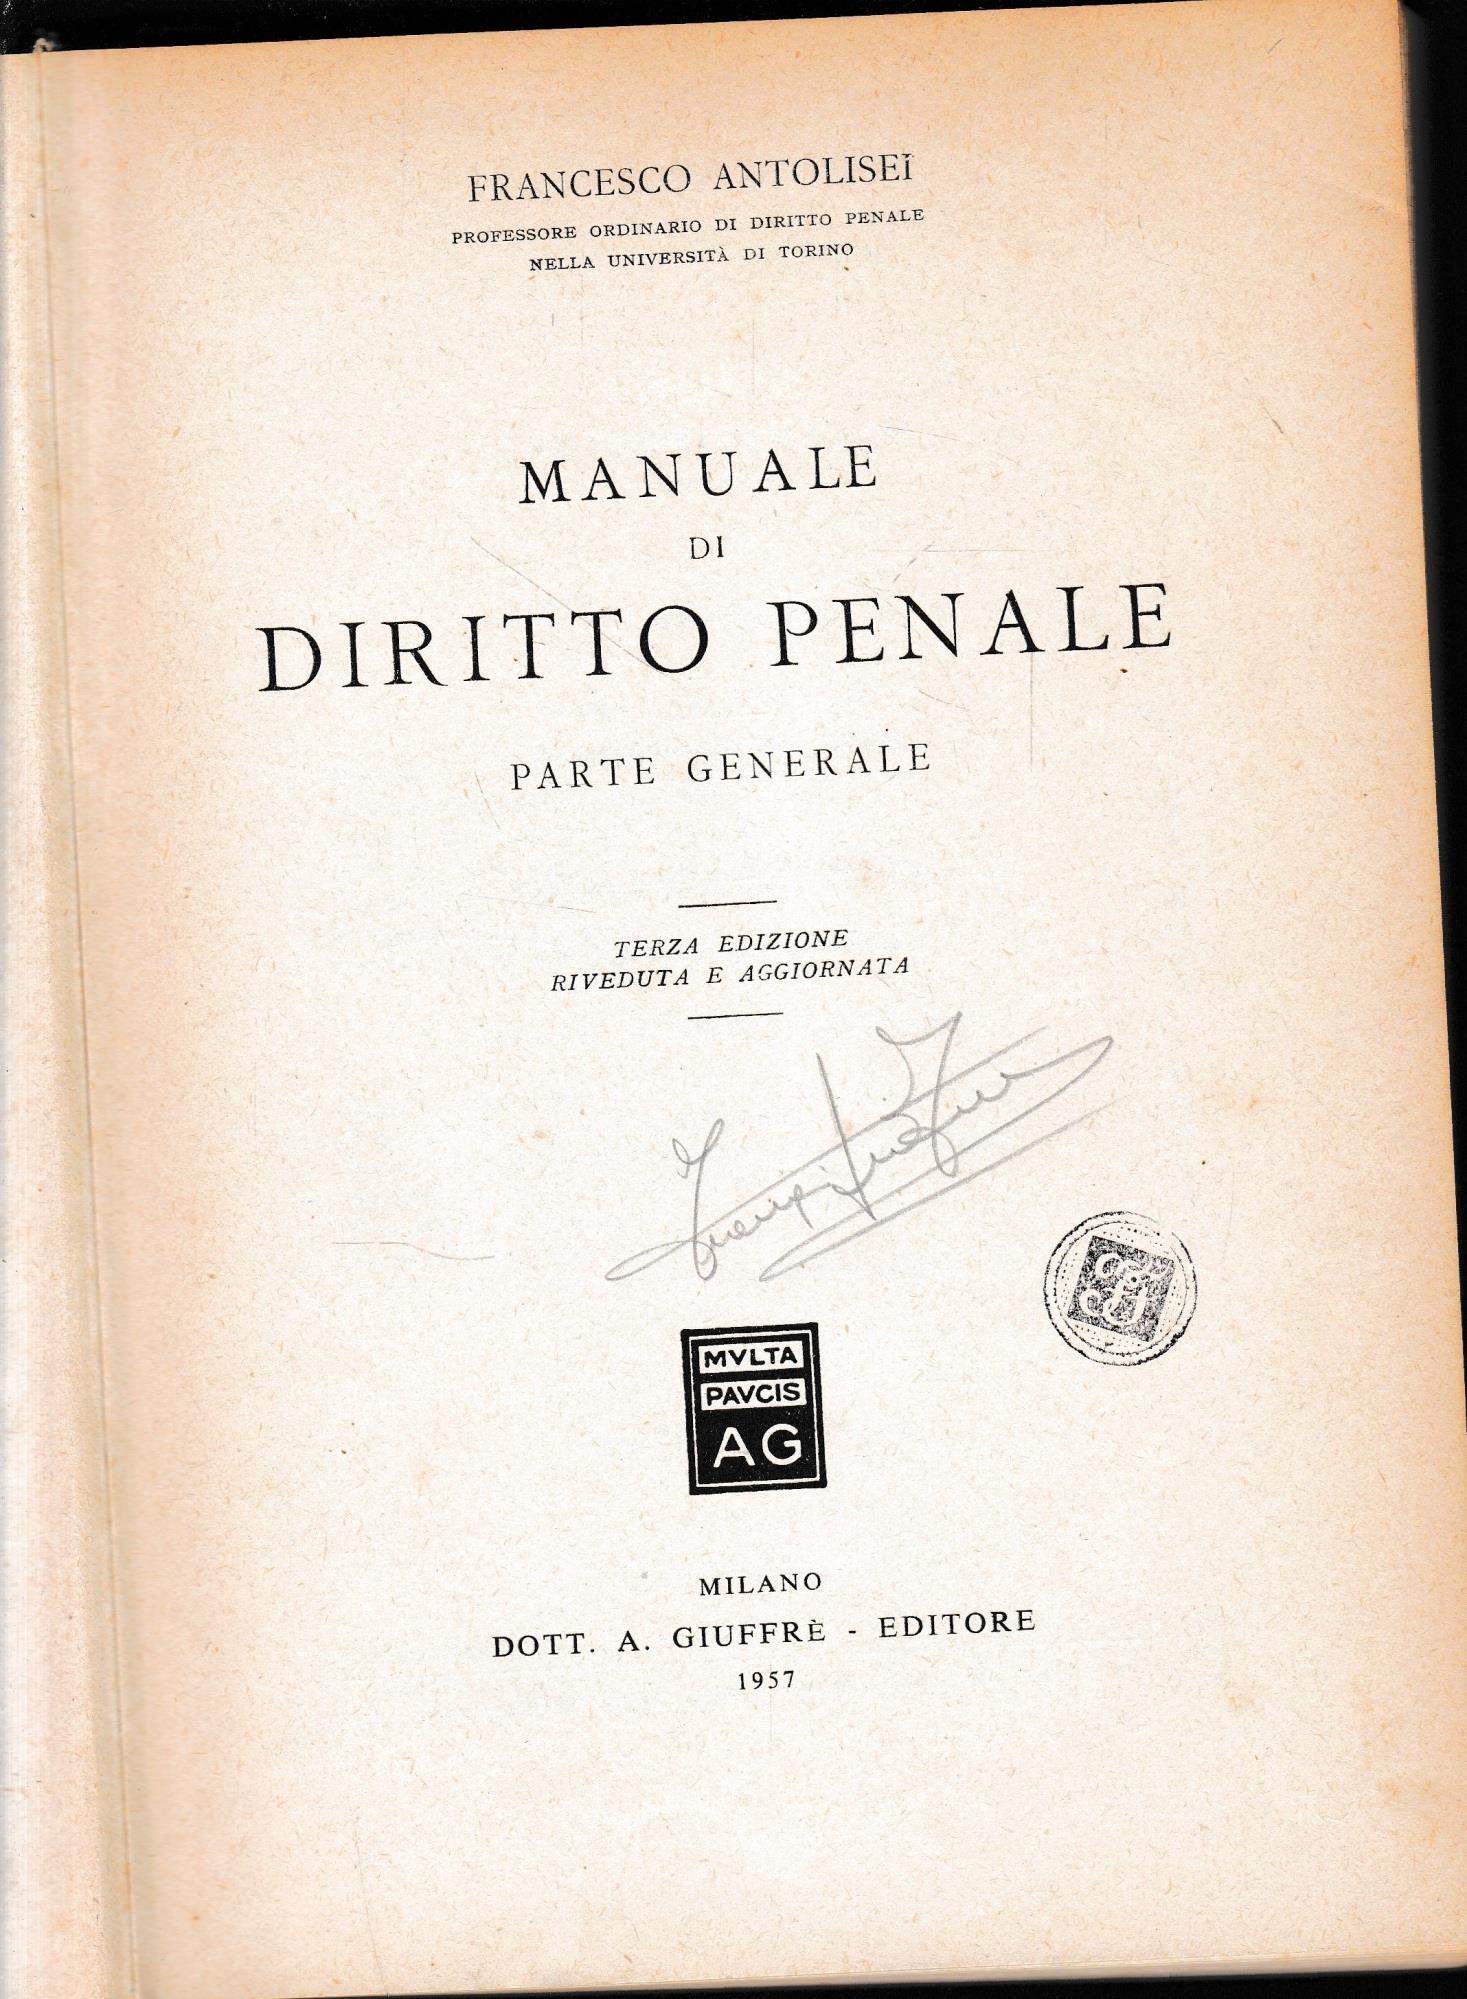 FRANCESCO ANTOLISEI
PROFESSORE ORDINARIO DI DIRITTO PENALE
NELLA UNIVERSITÀ DI TORINO
MANUALE
DI
DIRITTO PENALE
PARTE GENERALE
TERZA EDIZIONE
RIVEDUTA E AGGIORNATA
MVLTA
PAVCIS
AG
MILANO
DOTT. A. GIUFFRÈ - EDITORE
1957